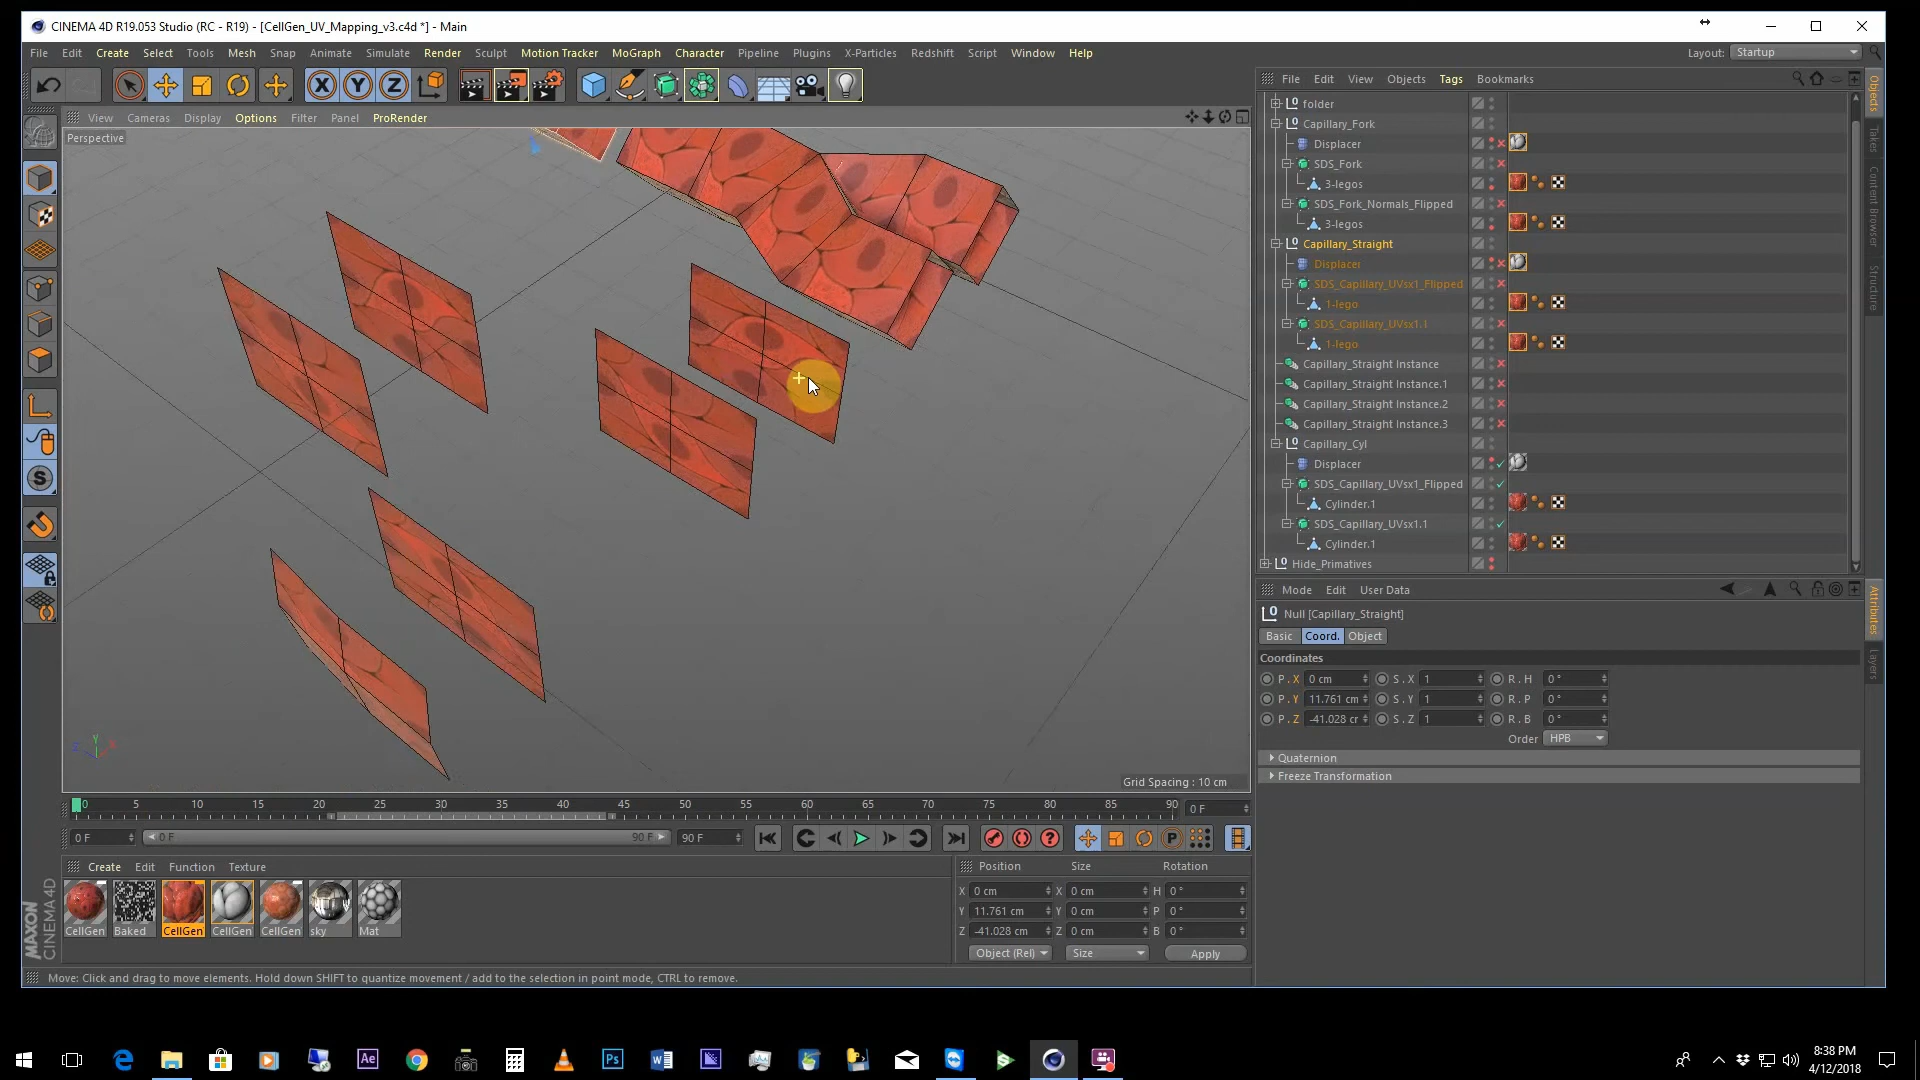 CINEMA 4D R19.053 Studio (RC - R19) - [CellGen_UV_Mapping_v3.c4d *] - Main
File Edit Create Select Tools Mesh Snap Animate Simulate Render Sculpt Motion Tracker MoGraph Character Pipeline Plugins X-Particles Redshift Script Window Help Layout: Startup
X Y Z
File Edit View Objects Tags Bookmarks
View Cameras Display Options Filter Panel ProRender
Perspective
folder
Capillary_Fork
Displacer
SDS_Fork
3-legos
SDS_Fork_Normals_Flipped
3-legos
Capillary_Straight
Displacer
SDS_Capillary_UVsx1_Flipped
1-lego
SDS_Capillary_UVsx1.1
1-lego
Capillary_Straight Instance
Capillary_Straight Instance.1
Capillary_Straight Instance.2
Capillary_Straight Instance.3
Capillary_Cyl
Displacer
SDS_Capillary_UVsx1_Flipped
Cylinder.1
SDS_Capillary_UVsx1.1
Cylinder.1
Hide_Primatives
Objects
Takes
Content Browser
Structure
Mode Edit User Data
Null [Capillary_Straight]
Basic Coord. Object
Coordinates
P . X 0 cm S . X 1 R . H 0 °
P . Y 11.761 cm S . Y 1 R . P 0 °
P . Z -41.028 cr S . Z 1 R . B 0 °
Order HPB
Quaternion
Freeze Transformation
Attributes
Layers
Grid Spacing : 10 cm
0 5 10 15 20 25 30 35 40 45 50 55 60 65 70 75 80 85 90 0 F
0 F 0 F 90 F 90 F
Create Edit Function Texture
CellGen Baked CellGen CellGen CellGen sky Mat
Position Size Rotation
X 0 cm X 0 cm H 0 °
Y 11.761 cm Y 0 cm P 0 °
Z -41.028 cm Z 0 cm B 0 °
Object (Rel) Size Apply
MAXON
CINEMA 4D
Move: Click and drag to move elements. Hold down SHIFT to quantize movement / add to the selection in point mode, CTRL to remove.
Ae
Ps
8:38 PM
4/12/2018